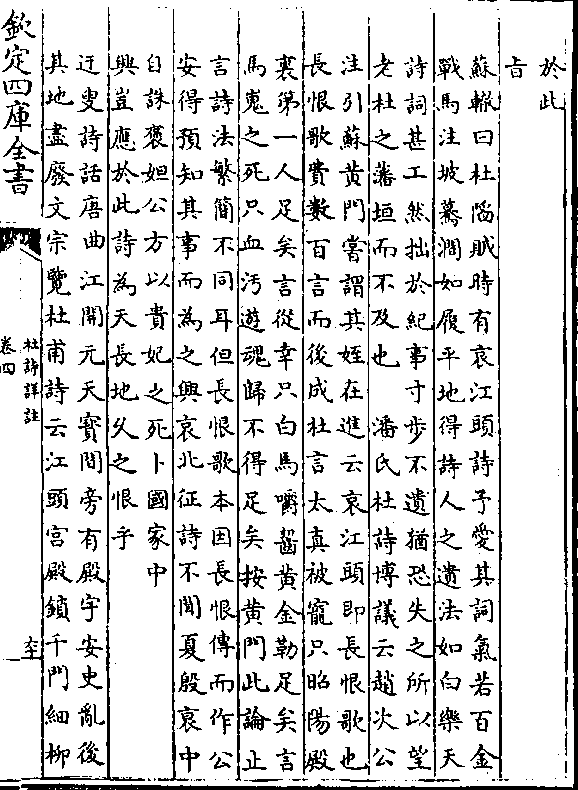 於此
旨
蘇轍曰杜陷賊時有哀江頭詩予愛其詞氣若百金
戰馬注坡驀澗如履平地得詩人之遺法如白樂天
詩詞甚工然拙於紀事寸步不遺猶恐失之所以望
老杜之藩垣而不及也 潘氏杜詩博議云趙次公
注引蘇黄門嘗謂其姪在進云哀江頭即長恨歌也
長恨歌費數百言而後成杜言太真被寵只昭陽殿
裏第一人足矣言從幸只白馬嚼齧黄金勒足矣言
馬嵬之死只血汚遊魂歸不得足矣按黄門此論止
言詩法繁簡不同耳但長恨歌本因長恨傳而作公
安得預知其事而為之興哀北征詩不聞夏殷衰中
自誅褒妲公方以貴妃之死卜國家中
興豈應於此詩為天長地久之恨乎
迂叟詩話唐曲江開元天寶間旁有殿宇安史亂後
其地盡廢文宗覽杜甫詩云江頭宫殿鎖千門細柳
欽定四庫全書
杜詩詳註
卷四